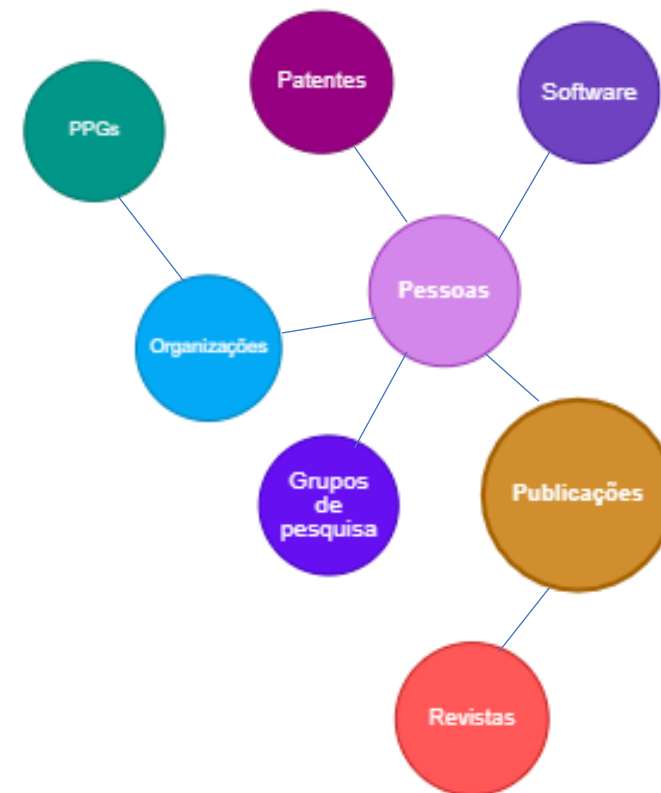 Patentes
Software
PPGs
Pessoas
Organizações
Grupos
de
pesquisa
Publicações
Revistas